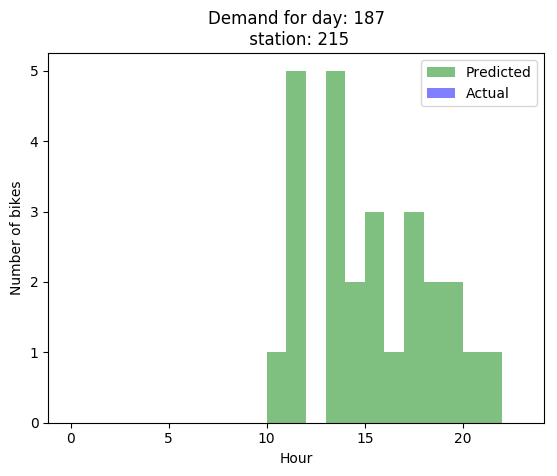 Demand for day: 187
station: 215
Predicted
Actual
Number of bikes
5
4
3
2
1
0
0
5
10
15
20
Hour